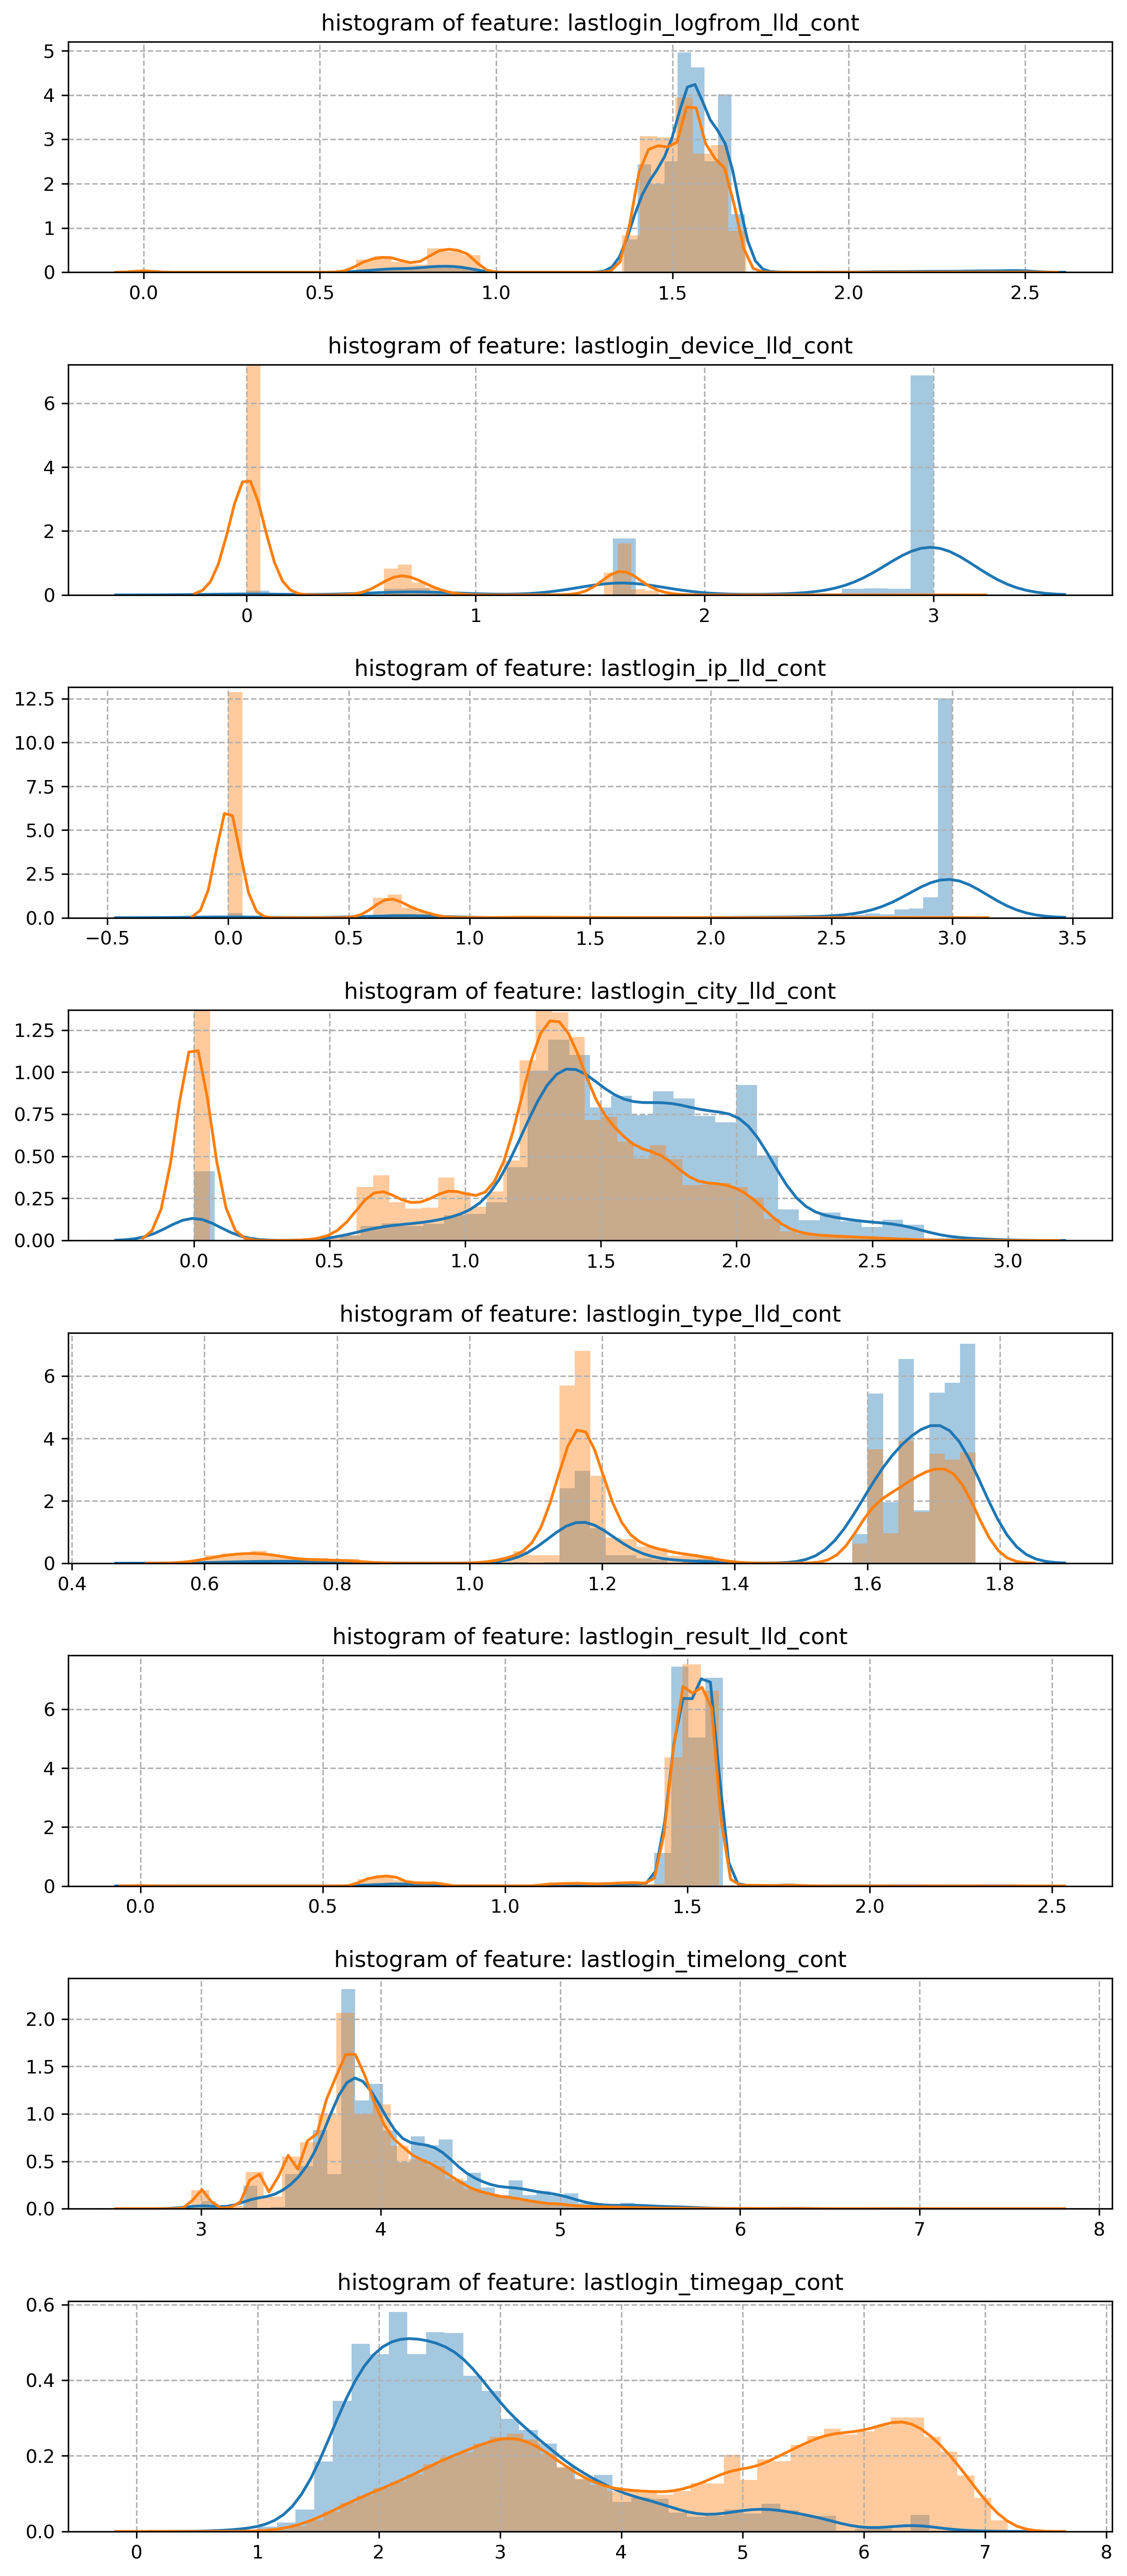 histogram of feature: lastlogin_logfrom_lld_cont
5
4
3
2
1
0
0.0 0.5 1.0 1.5 2.0 2.5
histogram of feature: lastlogin_device_lld_cont
6
4
2
0
0 1 2 3
histogram of feature: lastlogin_ip_lld_cont
12.5
10.0
7.5
5.0
2.5
0.0
−0.5 0.0 0.5 1.0 1.5 2.0 2.5 3.0 3.5
histogram of feature: lastlogin_city_lld_cont
1.25
1.00
0.75
0.50
0.25
0.00
0.0 0.5 1.0 1.5 2.0 2.5 3.0
histogram of feature: lastlogin_type_lld_cont
6
4
2
0
0.4 0.6 0.8 1.0 1.2 1.4 1.6 1.8
histogram of feature: lastlogin_result_lld_cont
6
4
2
0
0.0 0.5 1.0 1.5 2.0 2.5
histogram of feature: lastlogin_timelong_cont
2.0
1.5
1.0
0.5
0.0
3 4 5 6 7 8
histogram of feature: lastlogin_timegap_cont
0.6
0.4
0.2
0.0
0 1 2 3 4 5 6 7 8